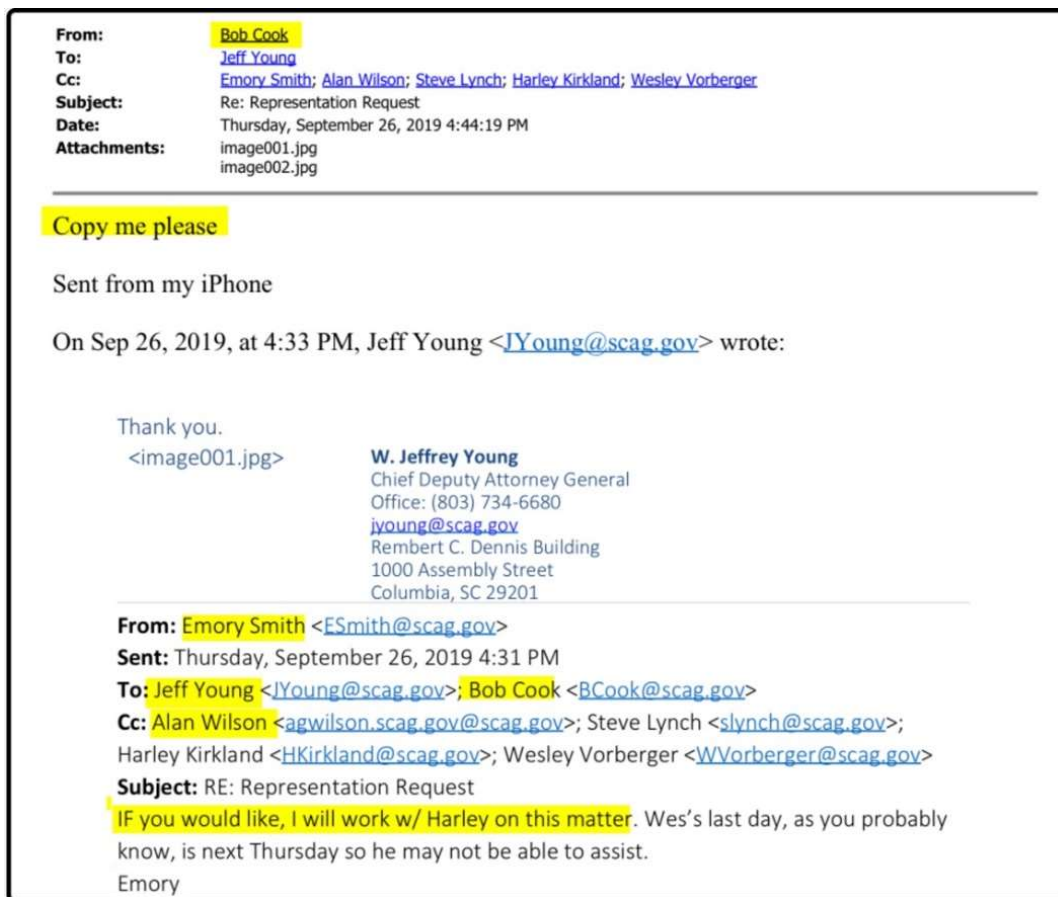 From: Bob Cook
To: Jeff Young
Cc: Emory Smith; Alan Wilson; Steve Lynch; Harley Kirkland; Wesley Vorberger
Subject: Re: Representation Request
Date: Thursday, September 26, 2019 4:44:19 PM
Attachments: image001.jpg
image002.jpg
Copy me please
Sent from my iPhone
On Sep 26, 2019, at 4:33 PM, Jeff Young <JYoung@scag.gov> wrote:
Thank you.
<image001.jpg> W. Jeffrey Young
Chief Deputy Attorney General
Office: (803) 734-6680
jyoung@scag.gov
Rembert C. Dennis Building
1000 Assembly Street
Columbia, SC 29201
From: Emory Smith <ESmith@scag.gov>
Sent: Thursday, September 26, 2019 4:31 PM
To: Jeff Young <JYoung@scag.gov>; Bob Cook <BCook@scag.gov>
Cc: Alan Wilson <agwilson.scag.gov@scag.gov>; Steve Lynch <slynch@scag.gov>;
Harley Kirkland <HKirkland@scag.gov>; Wesley Vorberger <WVorberger@scag.gov>
Subject: RE: Representation Request
IF you would like, I will work w/ Harley on this matter. Wes's last day, as you probably
know, is next Thursday so he may not be able to assist.
Emory